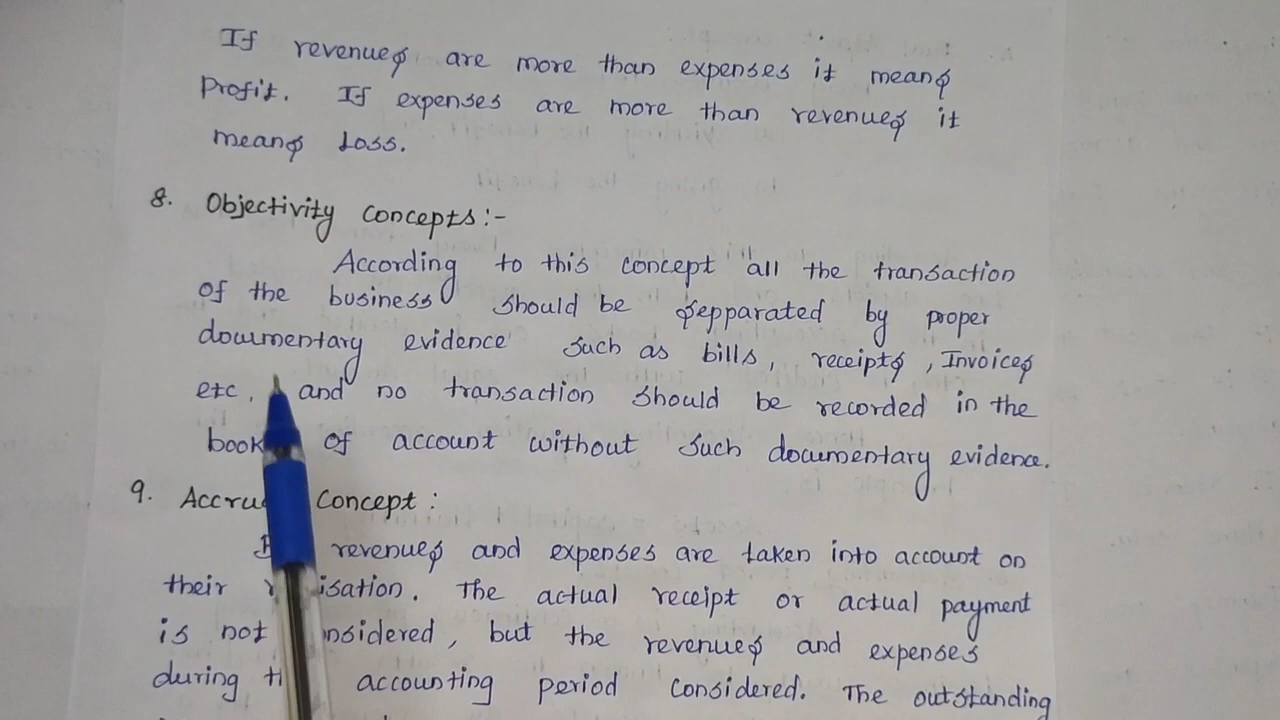 If revenues are more than expenses it means
Profit. If expenses are more than revenues it
means Loss.
8. Objectivity Concepts:-
According to this concept all the transaction
of the business should be sepparated by proper
documentary evidence such as bills, receipts, Invoices
etc, and no transaction should be recorded in the
book of account without such documentary evidence.
9. Accru Concept:
revenues and expenses are taken into account on
their isation. The actual receipt or actual payment
is not nsidered, but the revenues and expenses
during accounting period considered. The outstanding